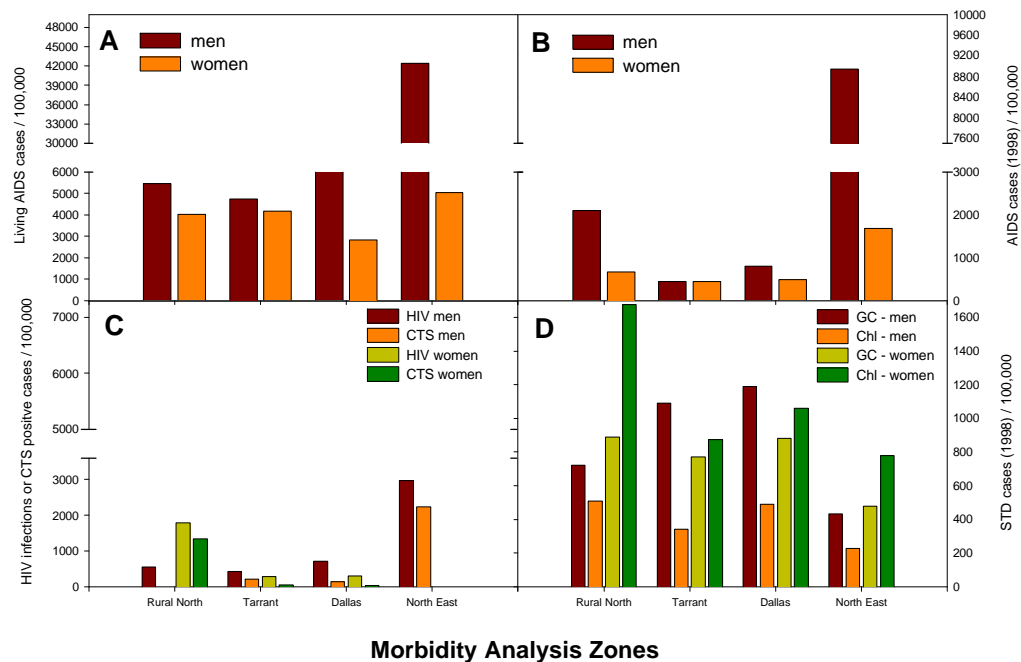 A
men
women
48000
45000
42000
39000
36000
33000
30000
6000
5000
4000
3000
2000
1000
0
Living AIDS cases / 100,000
B
men
women
10000
9600
9200
8800
8400
8000
7600
3000
2000
1000
0
AIDS cases (1998) / 100,000
C
HIV men
CTS men
HIV women
CTS women
7000
6000
5000
3000
2000
1000
0
HIV infections or CTS positve cases / 100,000
D
GC - men
Chl - men
GC - women
Chl - women
1600
1400
1200
1000
800
600
400
200
0
STD cases (1998) / 100,000
Rural North Tarrant Dallas North East
Rural North Tarrant Dallas North East
Morbidity Analysis Zones